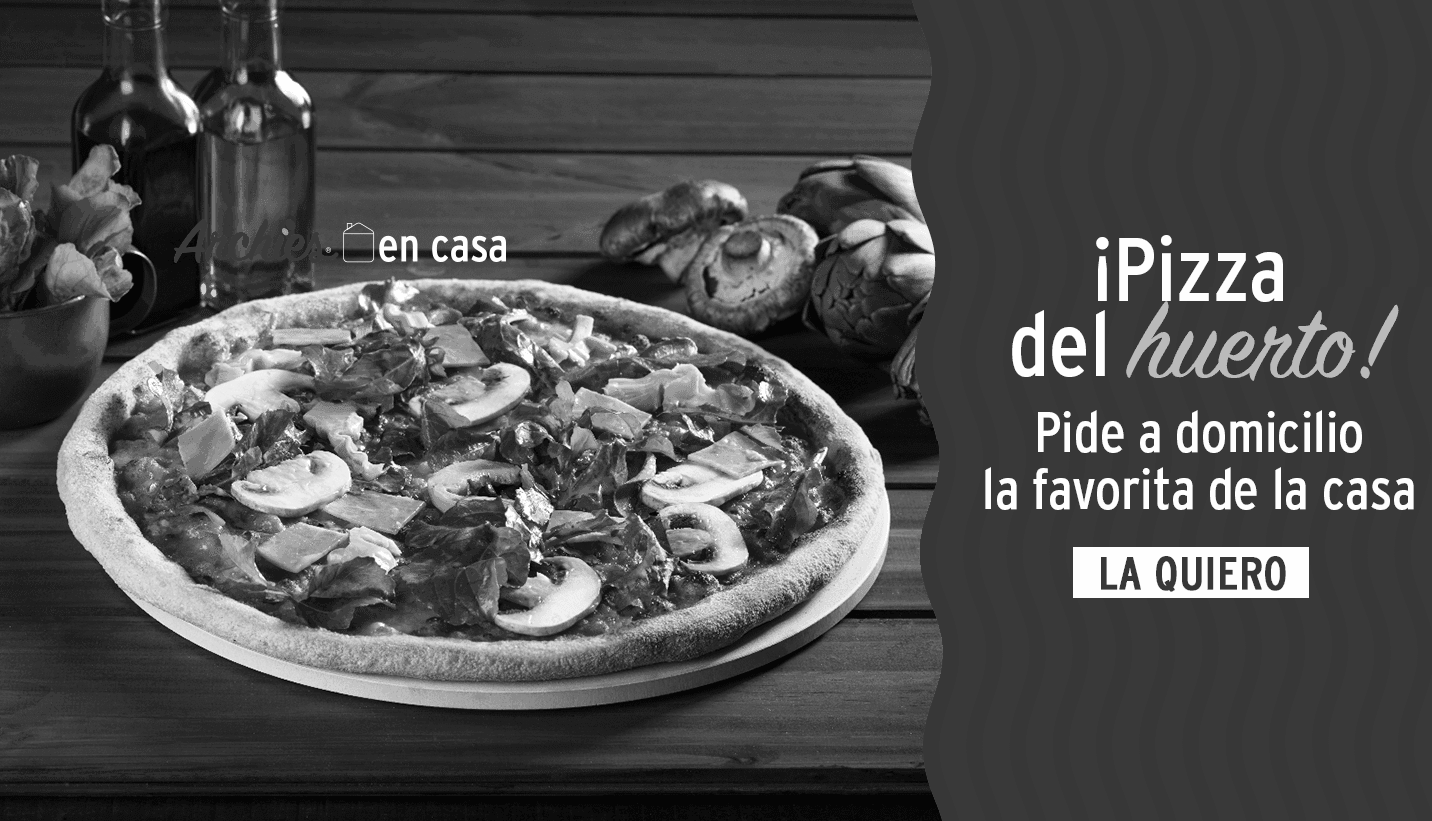 Archies® en casa
¡Pizza
del huerto!
Pide a domicilio
la favorita de la casa
LA QUIERO